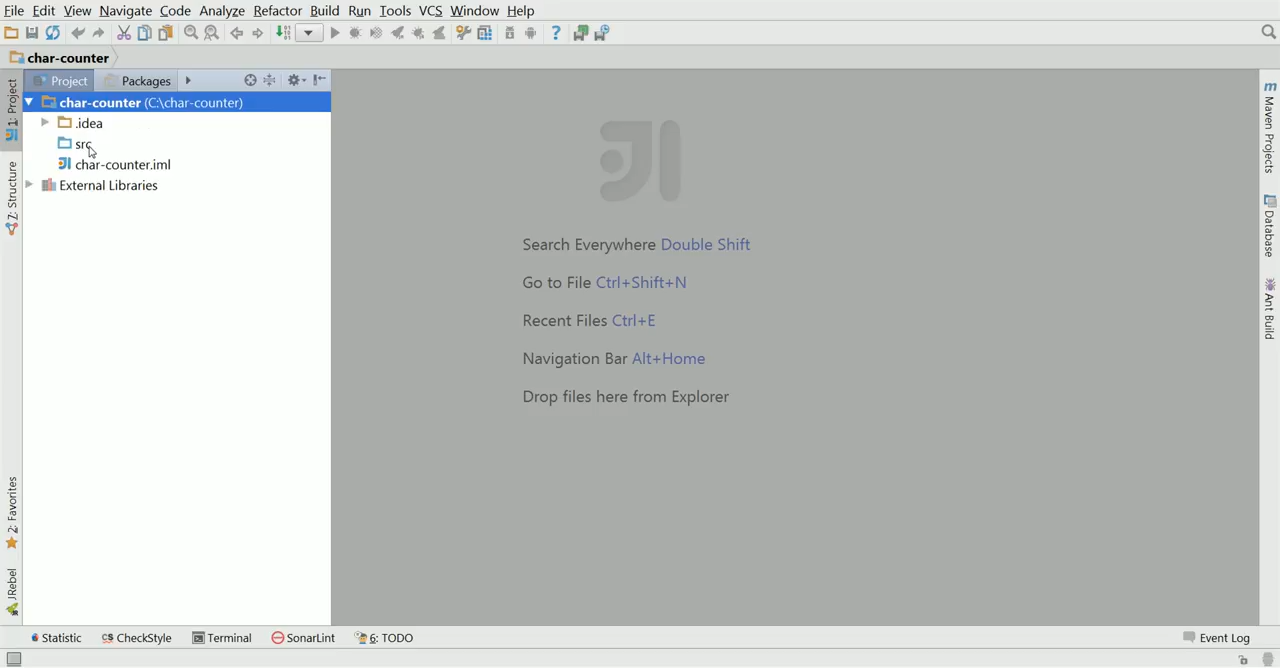 File Edit View Navigate Code Analyze Refactor Build Run Tools VCS Window Help
char-counter
Project Packages
char-counter (C:\char-counter)
.idea
src
char-counter.iml
External Libraries
1: Project
Z: Structure
2: Favorites
JRebel
Search Everywhere Double Shift
Go to File Ctrl+Shift+N
Recent Files Ctrl+E
Navigation Bar Alt+Home
Drop files here from Explorer
m Maven Projects
Database
Ant Build
Statistic CS CheckStyle Terminal SonarLint 6: TODO Event Log